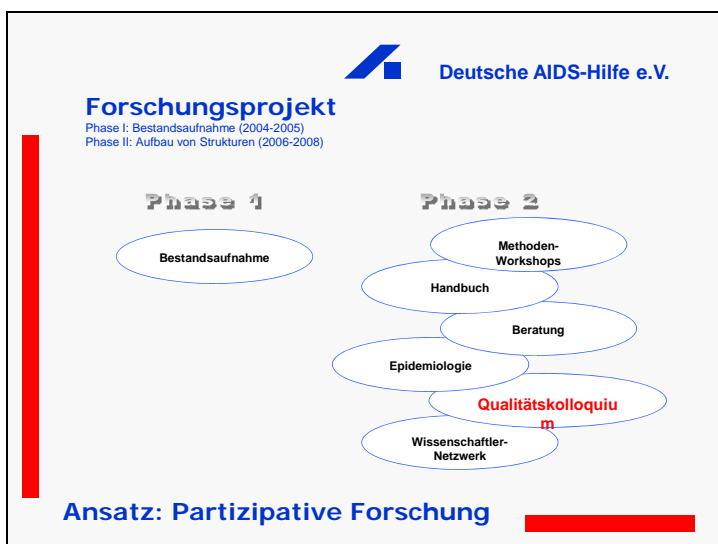 Deutsche AIDS-Hilfe e.V.
Forschungsprojekt
Phase I: Bestandsaufnahme (2004-2005)
Phase II: Aufbau von Strukturen (2006-2008)
Phase 1
Bestandsaufnahme
Phase 2
Methoden-
Workshops
Handbuch
Beratung
Epidemiologie
Qualitätskolloquiu
m
Wissenschaftler-
Netzwerk
Ansatz: Partizipative Forschung